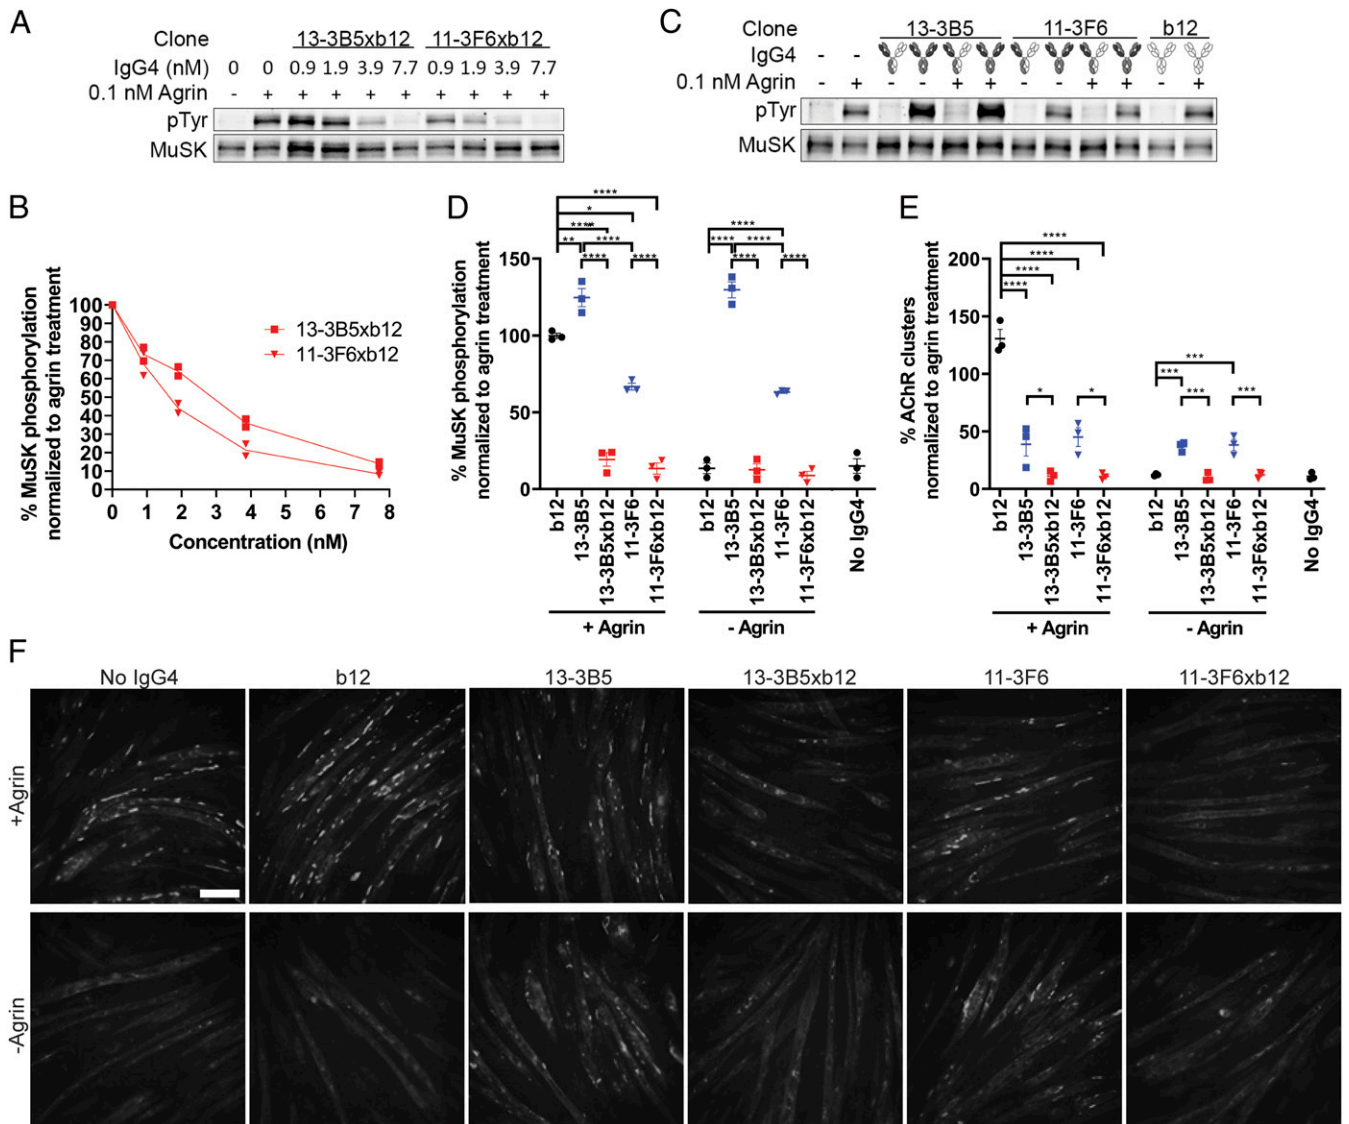 A
Clone 13-3B5xb12 11-3F6xb12
IgG4 (nM) 0 0 0.9 1.9 3.9 7.7 0.9 1.9 3.9 7.7
0.1 nM Agrin - + + + + + + + + +
pTyr
MuSK
C
Clone 13-3B5 11-3F6 b12
IgG4 - -
0.1 nM Agrin - + - - + + - - + + - +
pTyr
MuSK
B
% MuSK phosphorylation
normalized to agrin treatment
100
90
80
70
60
50
40
30
20
10
0
0 1 2 3 4 5 6 7 8
Concentration (nM)
13-3B5xb12
11-3F6xb12
D
% MuSK phosphorylation
normalized to agrin treatment
150
100
50
0
****
*
****
** ****
**** ****
****
**** ****
**** ****
b12
13-3B5
13-3B5xb12
11-3F6
11-3F6xb12
b12
13-3B5
13-3B5xb12
11-3F6
11-3F6xb12
No IgG4
+ Agrin
- Agrin
E
% AChR clusters
normalized to agrin treatment
200
150
100
50
0
****
****
****
****
* *
***
***
*** ***
b12
13-3B5
13-3B5xb12
11-3F6
11-3F6xb12
b12
13-3B5
13-3B5xb12
11-3F6
11-3F6xb12
No IgG4
+ Agrin
- Agrin
F
No IgG4 b12 13-3B5 13-3B5xb12 11-3F6 11-3F6xb12
+Agrin
-Agrin